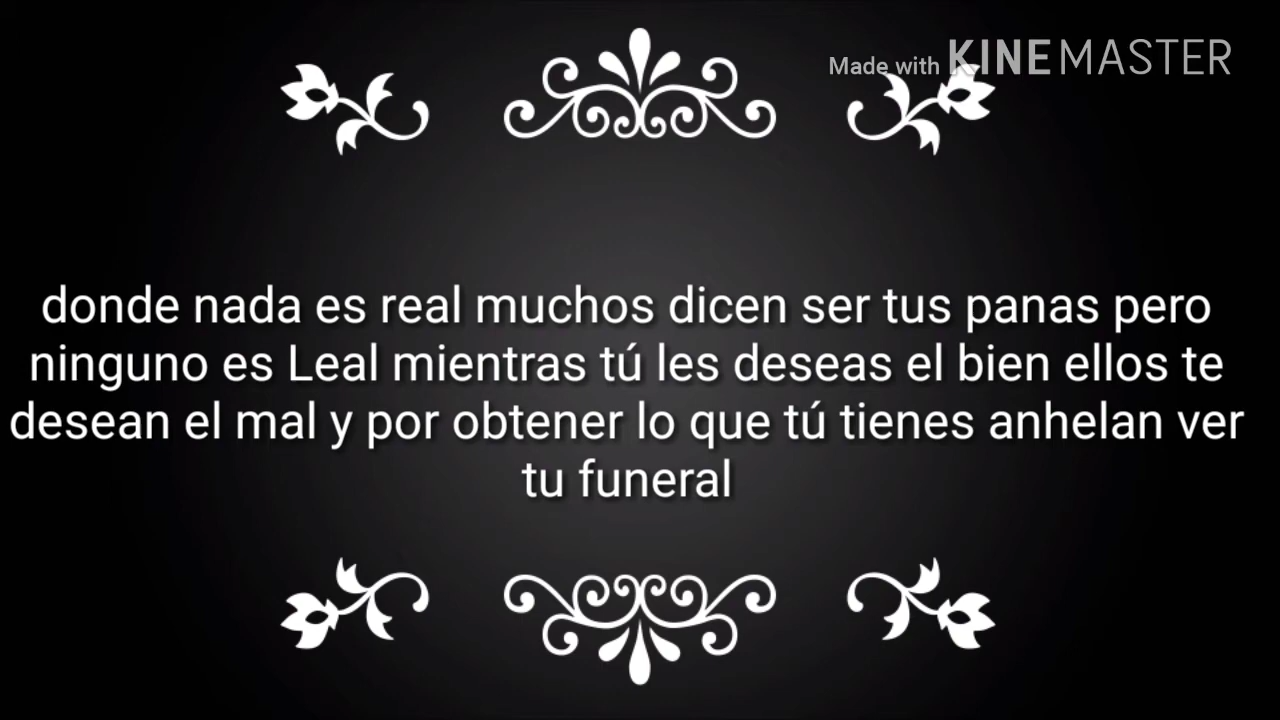 Made with KINEMASTER
donde nada es real muchos dicen ser tus panas pero
ninguno es Leal mientras tú les deseas el bien ellos te
desean el mal y por obtener lo que tú tienes anhelan ver
tu funeral